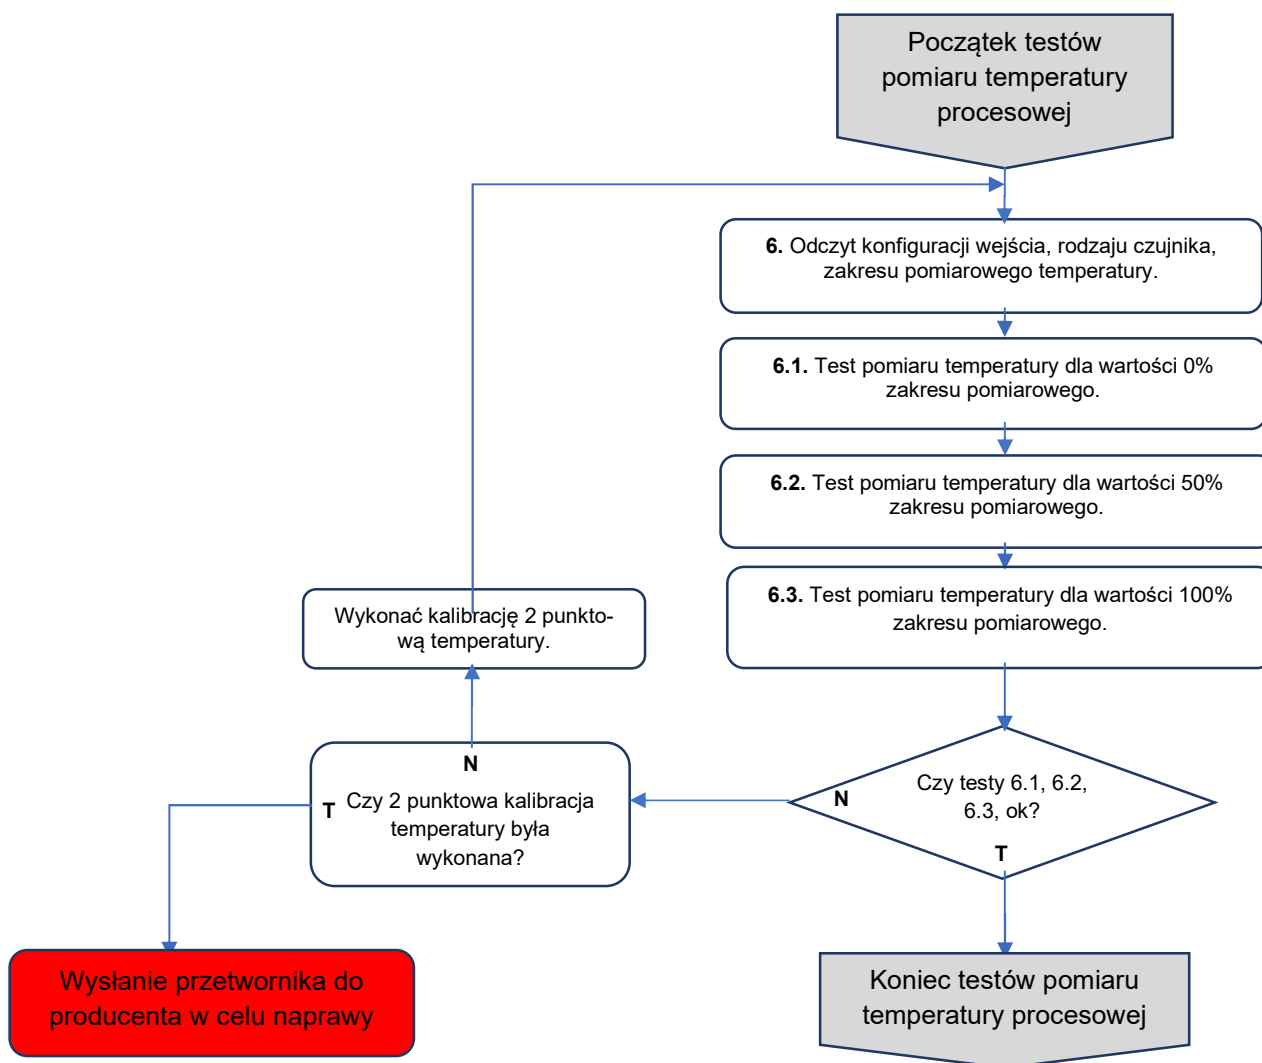 Początek testów
pomiaru temperatury
procesowej
6. Odczyt konfiguracji wejścia, rodzaju czujnika,
zakresu pomiarowego temperatury.
6.1. Test pomiaru temperatury dla wartości 0%
zakresu pomiarowego.
6.2. Test pomiaru temperatury dla wartości 50%
zakresu pomiarowego.
6.3. Test pomiaru temperatury dla wartości 100%
zakresu pomiarowego.
Wykonać kalibrację 2 punkto-
wą temperatury.
Czy testy 6.1, 6.2,
6.3, ok?
N
T
N
T
Czy 2 punktowa kalibracja
temperatury była
wykonana?
Wysłanie przetwornika do
producenta w celu naprawy
Koniec testów pomiaru
temperatury procesowej